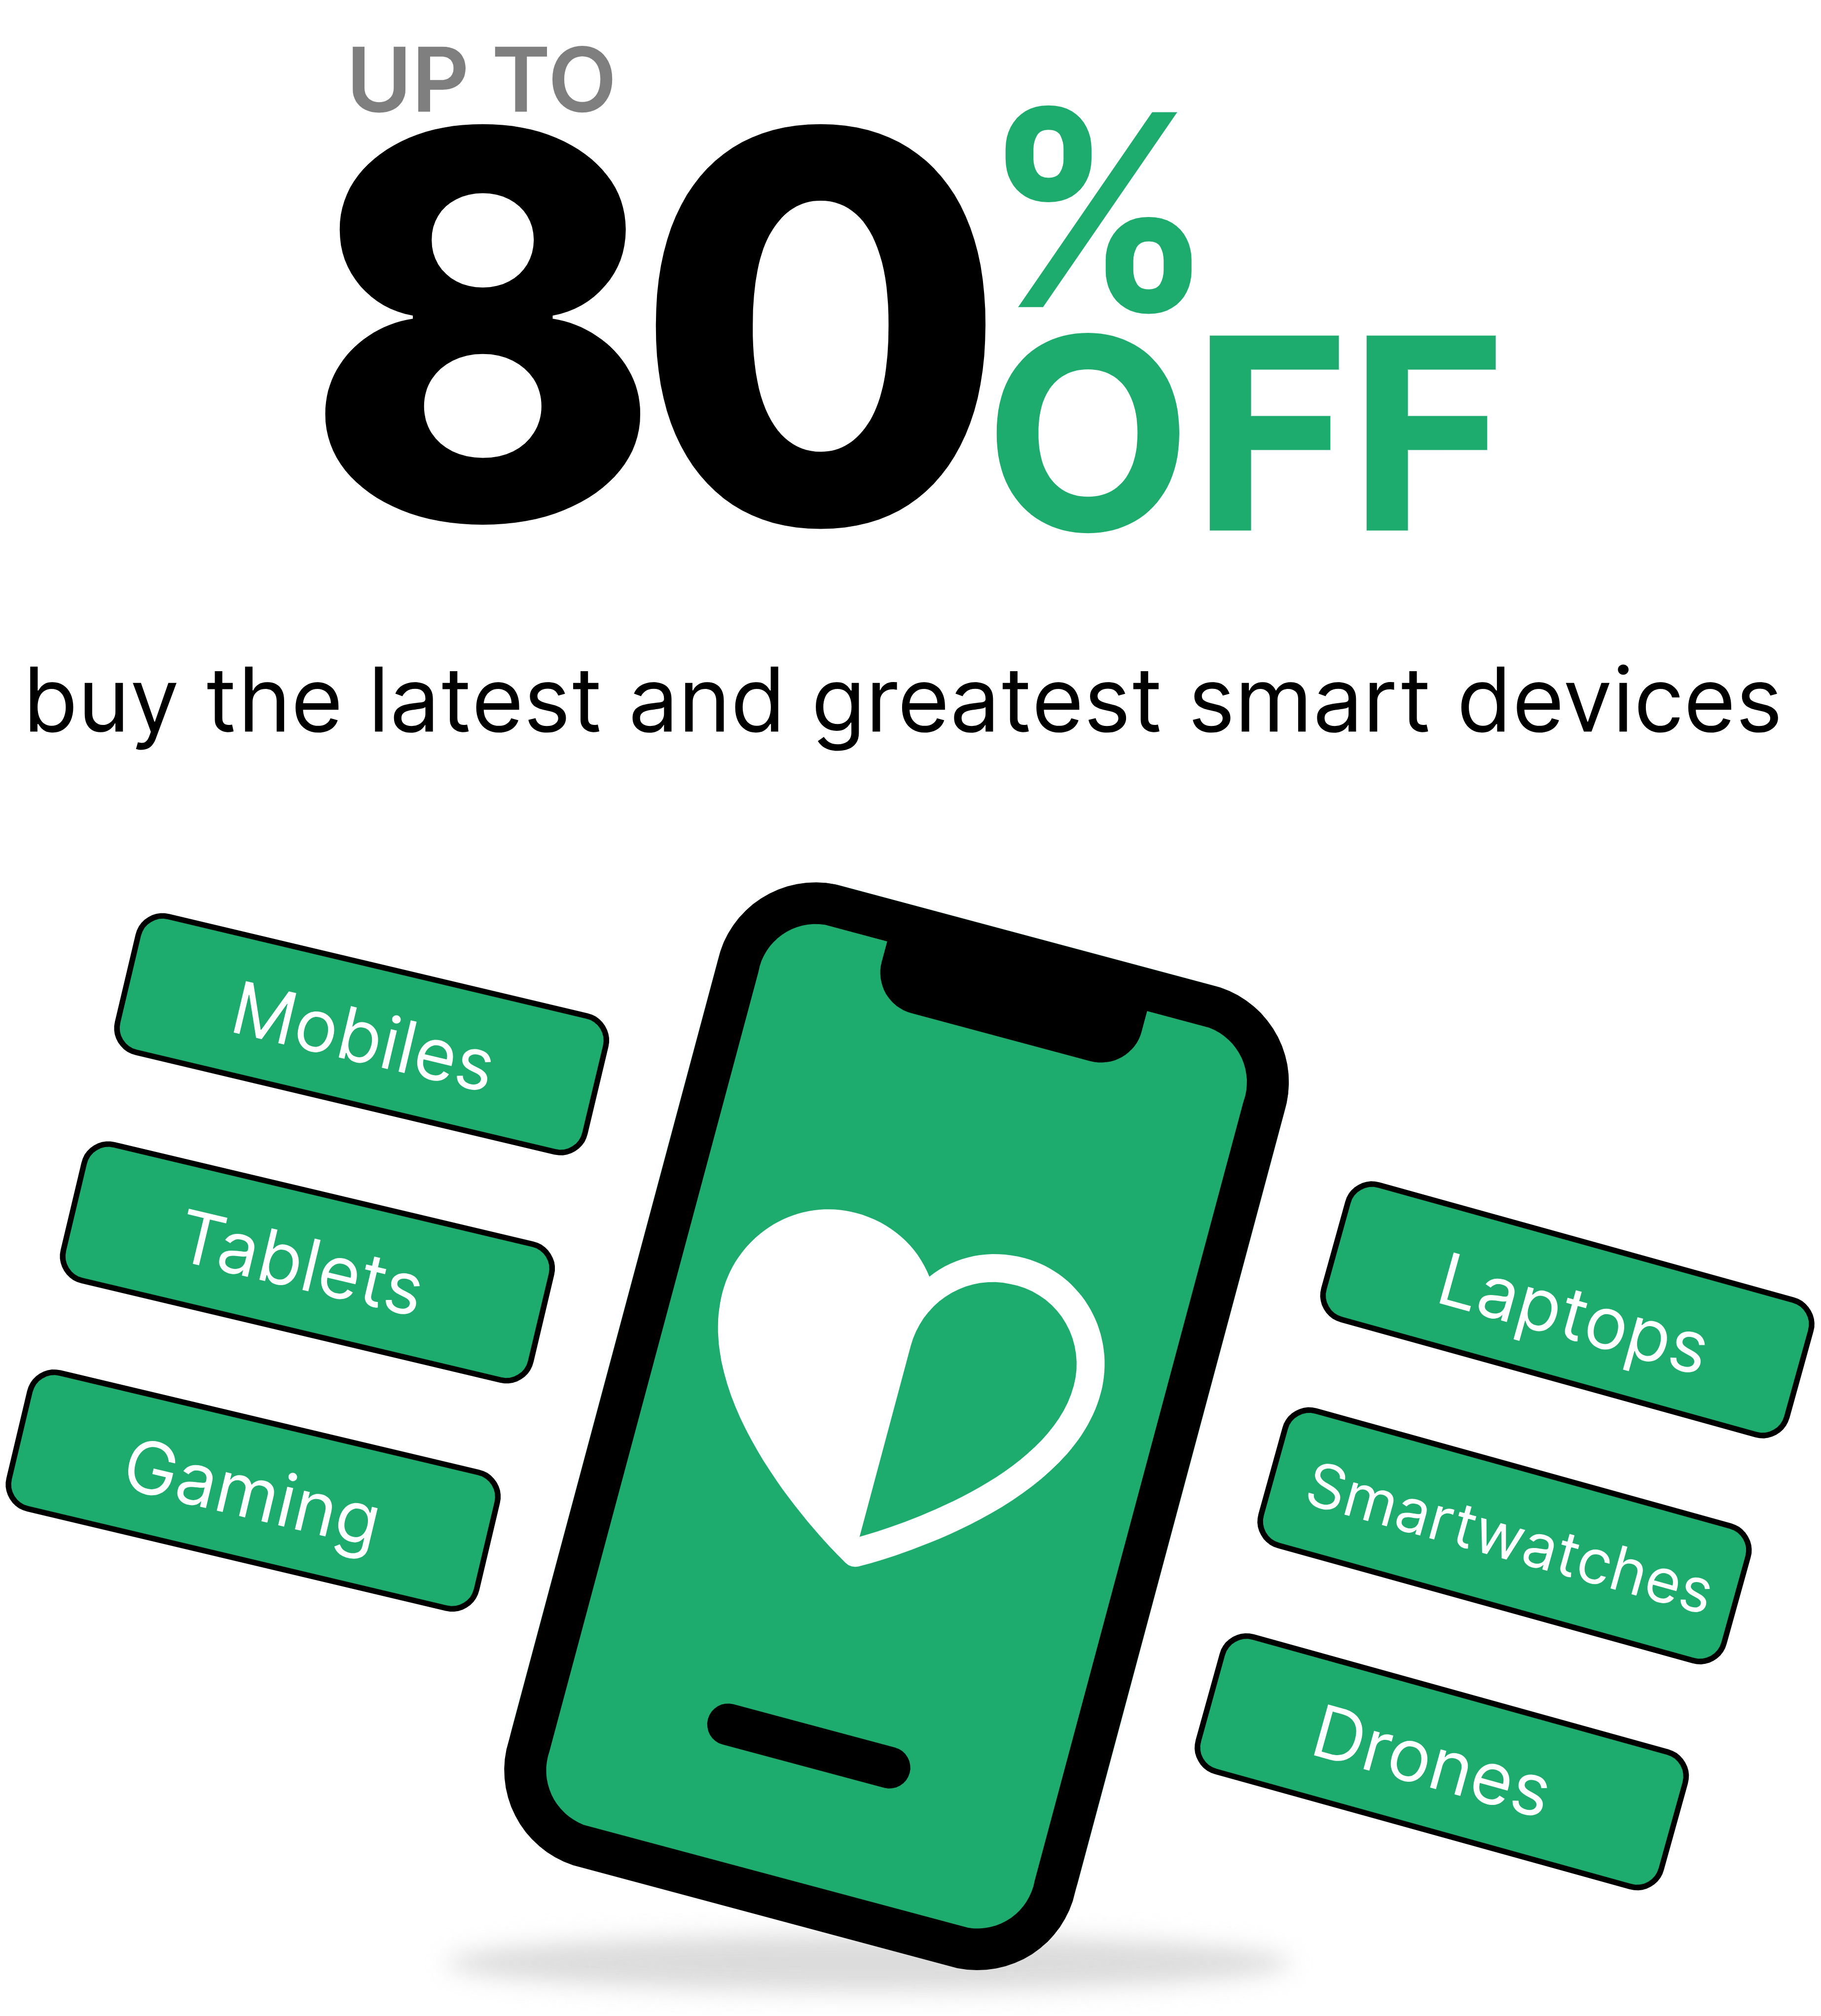 UP TO
80%
OFF
buy the latest and greatest smart devices
Mobiles
Tablets
Gaming
Laptops
Smartwatches
Drones